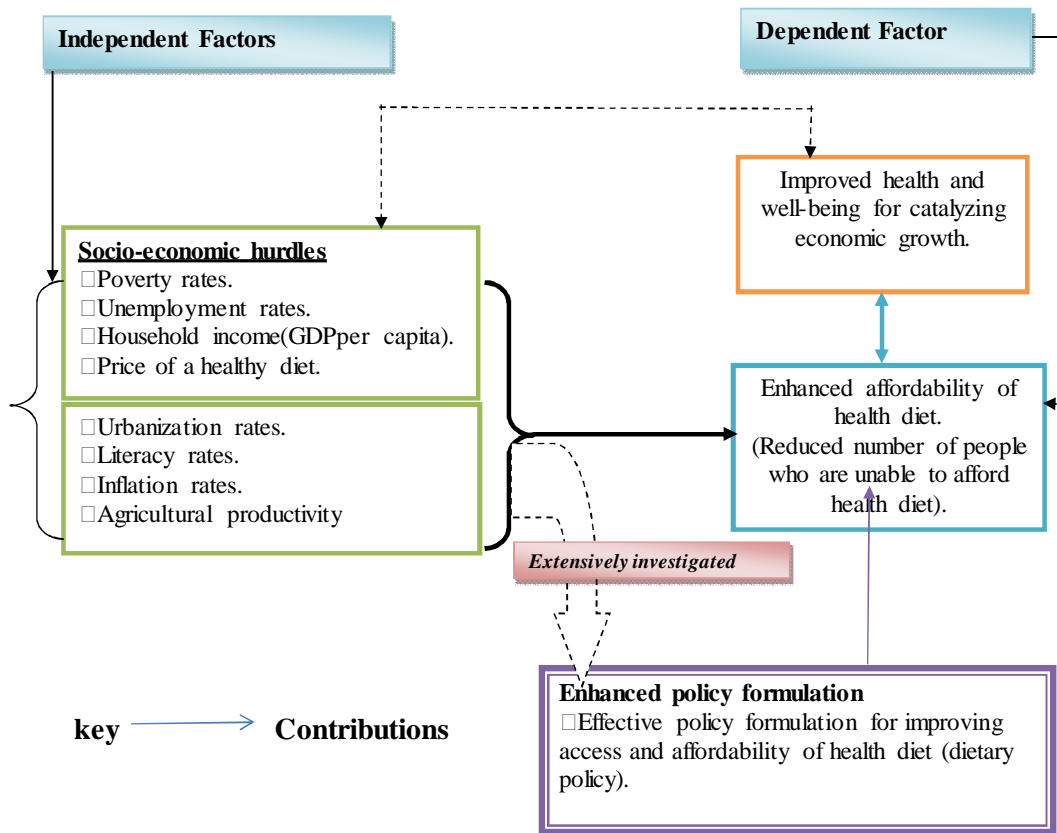 Independent Factors
Dependent Factor
Improved health and
well-being for catalyzing
economic growth.
Socio-economic hurdles
□Poverty rates.
□Unemployment rates.
□Household income(GDPper capita).
□Price of a healthy diet.
□Urbanization rates.
□Literacy rates.
□Inflation rates.
□Agricultural productivity
Enhanced affordability of
health diet.
(Reduced number of people
who are unable to afford
health diet).
Extensively investigated
Enhanced policy formulation
□Effective policy formulation for improving
access and affordability of health diet (dietary
policy).
key Contributions